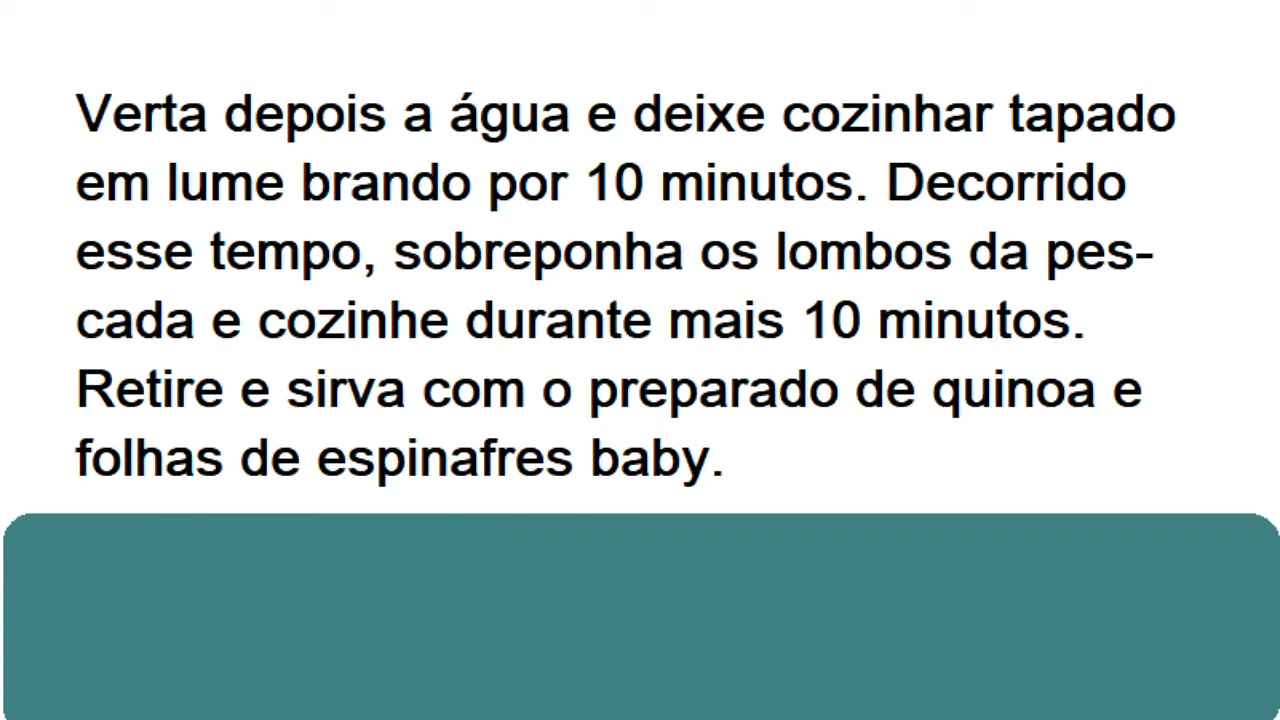 Verta depois a água e deixe cozinhar tapado
em lume brando por 10 minutos. Decorrido
esse tempo, sobreponha os lombos da pes-
cada e cozinhe durante mais 10 minutos.
Retire e sirva com o preparado de quinoa e
folhas de espinafres baby.